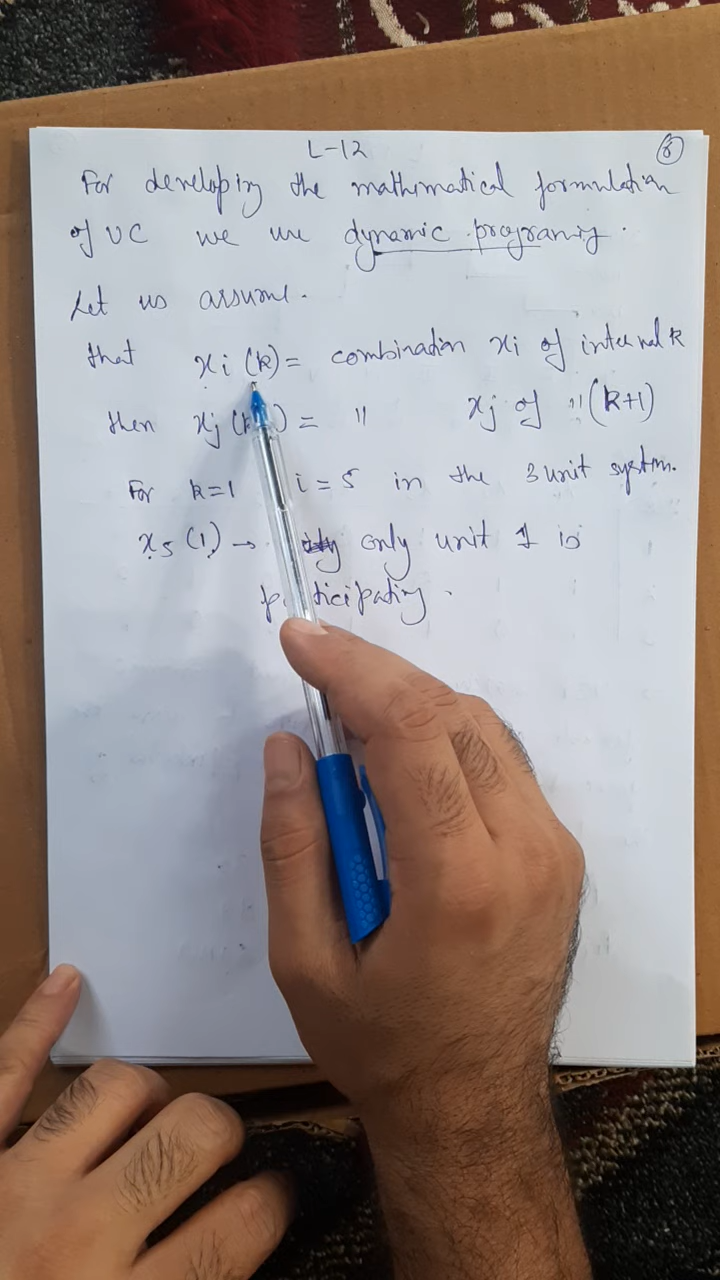 L-12
8
For developing the mathematical formulation
of UC we use dynamic programing.
Let us assume.
that xi (k) = combination xi of interval k
then xj (k ) = " xj of " (k+1)
For k=1 i = 5 in the 3 unit system.
x5 (1) → only unit 1 is
participating.